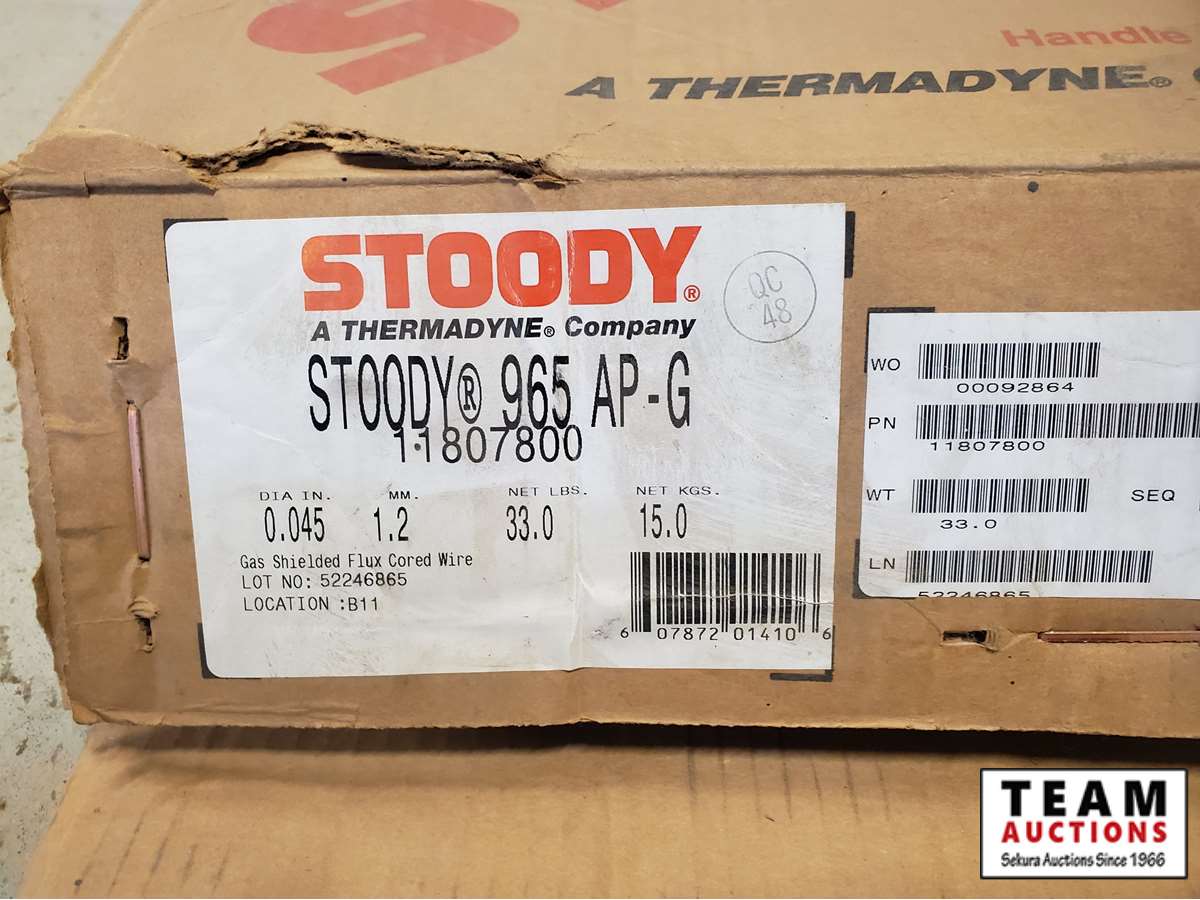 Handle
A THERMADYNE®
STOODY®
A THERMADYNE® Company
QC
48
STOODY® 965 AP-G
11807800
DIA IN. MM. NET LBS. NET KGS.
0.045 1.2 33.0 15.0
Gas Shielded Flux Cored Wire
LOT NO: 52246865
LOCATION :B11
6 07872 01410 6
WO
00092864
PN
11807800
WT SEQ
33.0
LN
52246865
TEAM
AUCTIONS
Sekura Auctions Since 1966